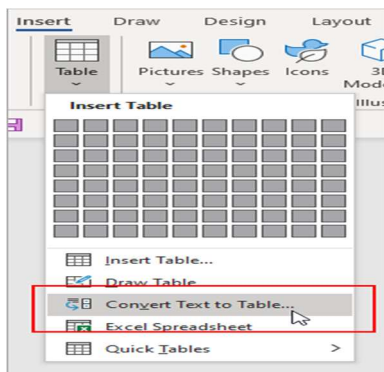 Insert Draw Design Layout
Table Pictures Shapes Icons 3D
Mode
Illus
Insert Table
Insert Table...
Draw Table
Convert Text to Table...
Excel Spreadsheet
Quick Tables >